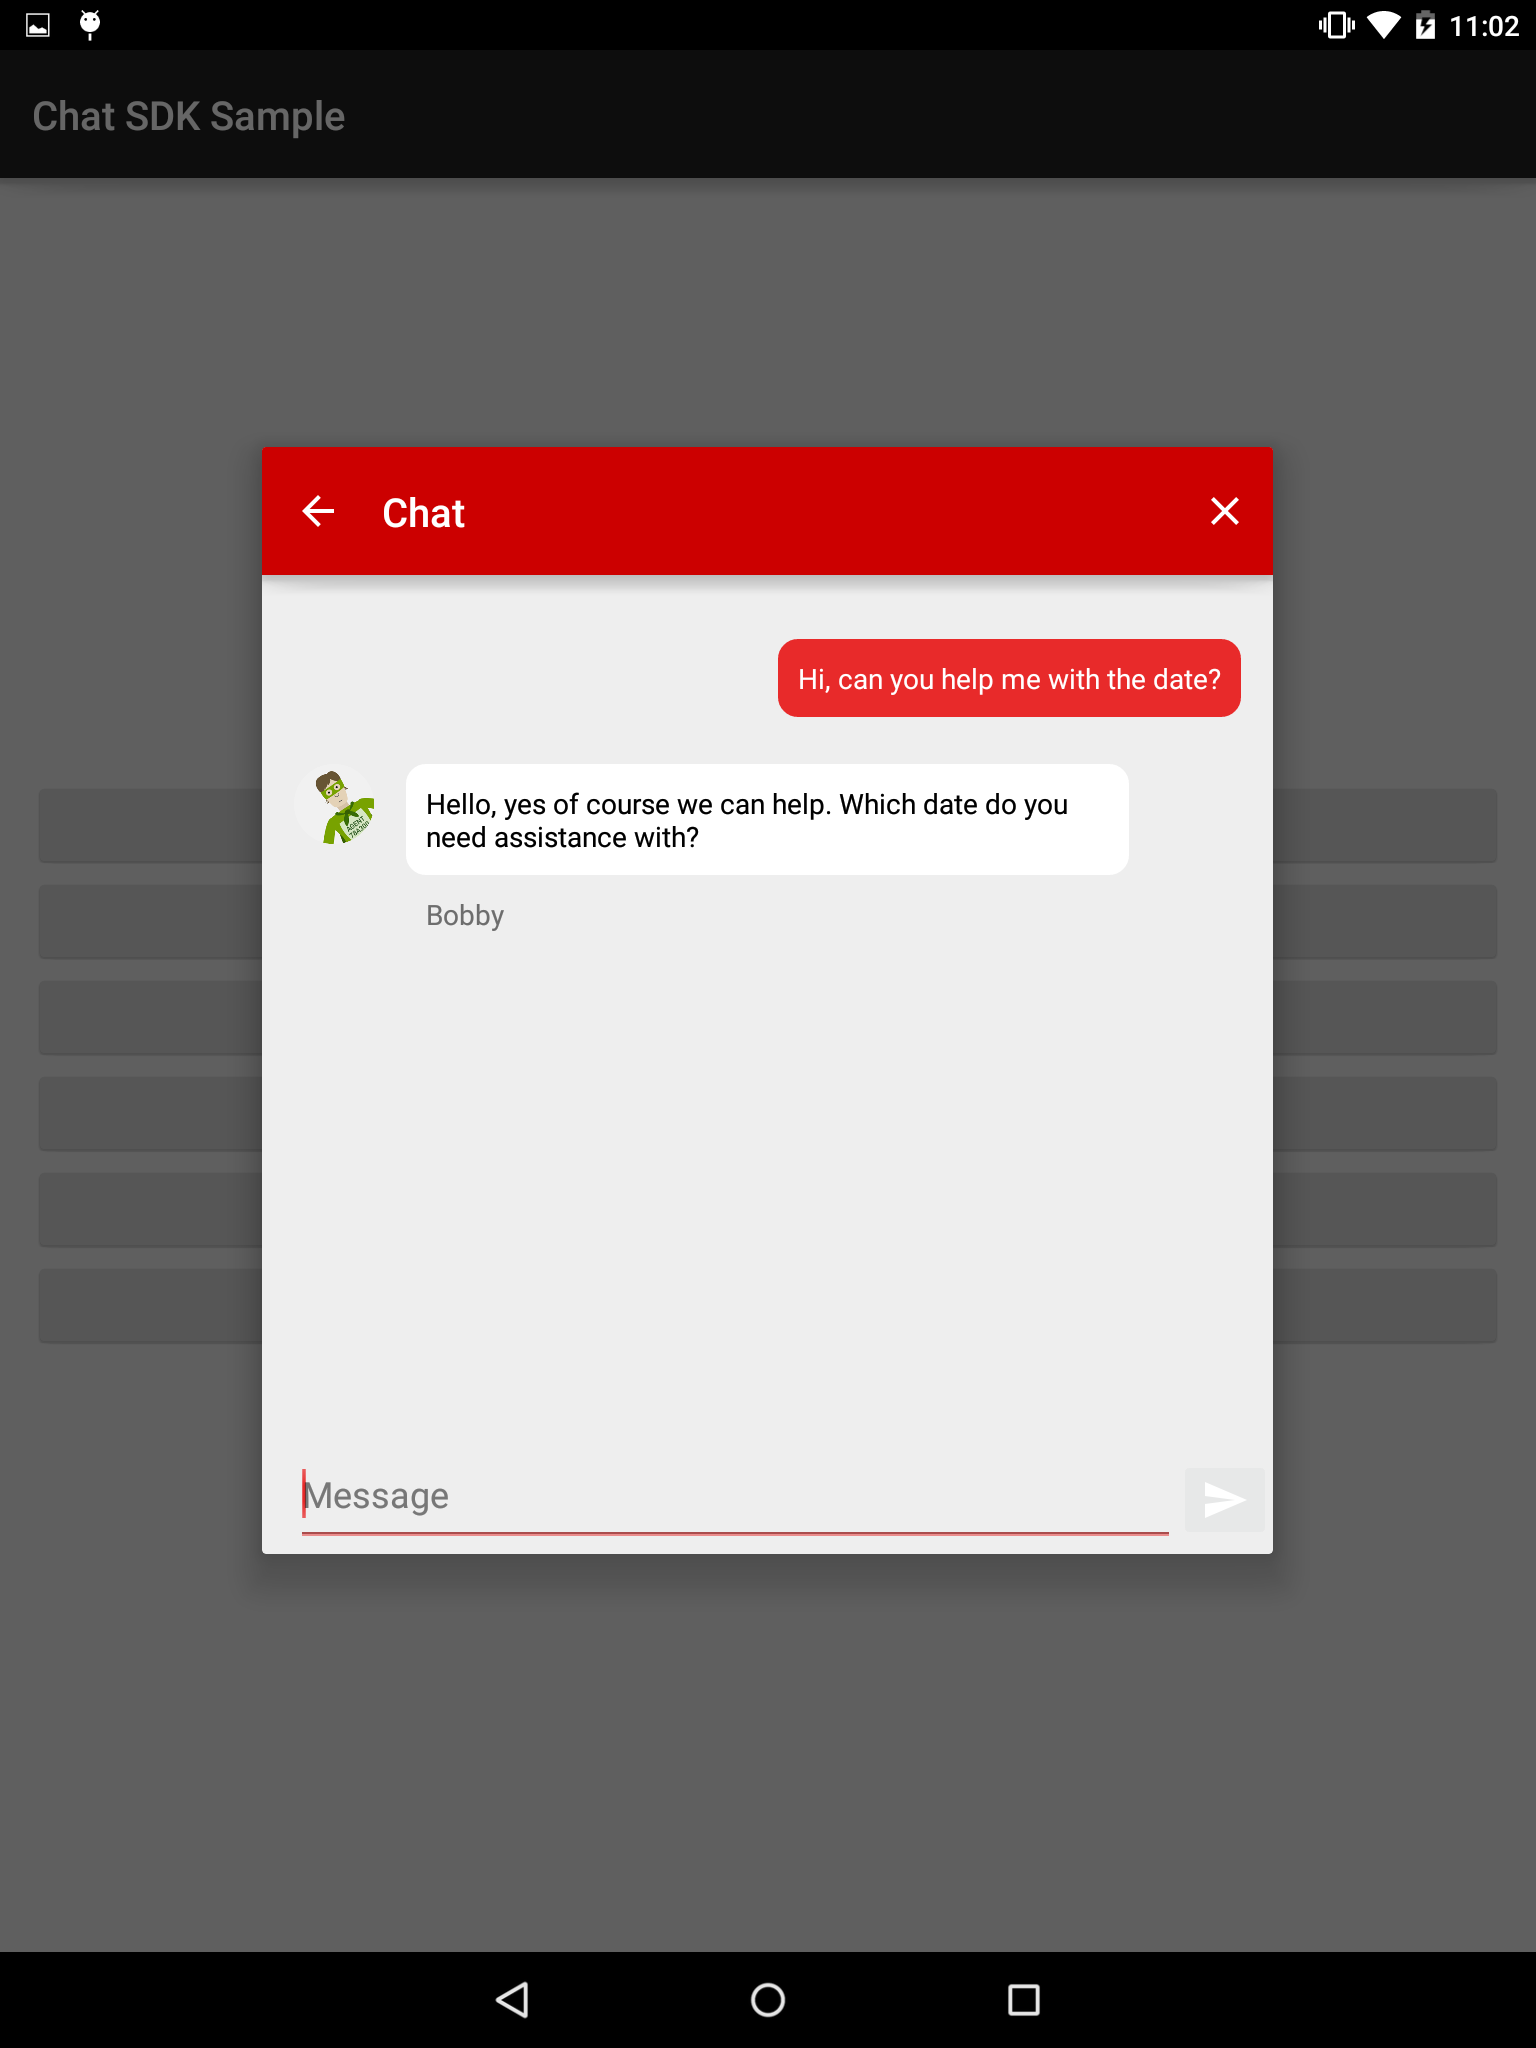 11:02
Chat SDK Sample
Chat
Hi, can you help me with the date?
Hello, yes of course we can help. Which date do you
need assistance with?
Bobby
Message